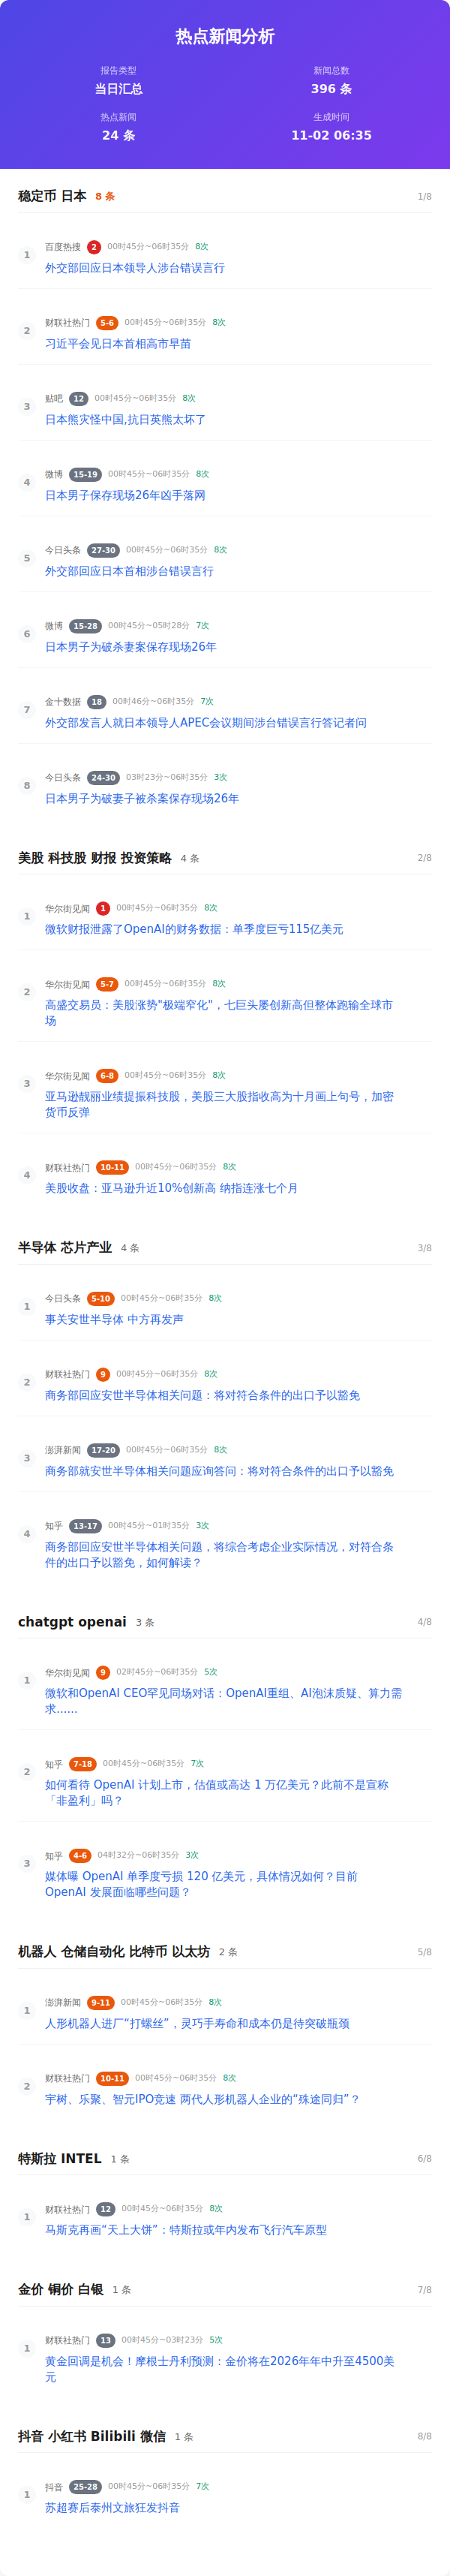 热点新闻分析
报告类型
当日汇总
新闻总数
396 条
热点新闻
24 条
生成时间
11-02 06:35
稳定币 日本 8 条 1/8
1
百度热搜 2 00时45分~06时35分 8次
外交部回应日本领导人涉台错误言行
2
财联社热门 5-6 00时45分~06时35分 8次
习近平会见日本首相高市早苗
3
贴吧 12 00时45分~06时35分 8次
日本熊灾怪中国,抗日英熊太坏了
4
微博 15-19 00时45分~06时35分 8次
日本男子保存现场26年凶手落网
5
今日头条 27-30 00时45分~06时35分 8次
外交部回应日本首相涉台错误言行
6
微博 15-28 00时45分~05时28分 7次
日本男子为破杀妻案保存现场26年
7
金十数据 18 00时46分~06时35分 7次
外交部发言人就日本领导人APEC会议期间涉台错误言行答记者问
8
今日头条 24-30 03时23分~06时35分 3次
日本男子为破妻子被杀案保存现场26年
美股 科技股 财报 投资策略 4 条 2/8
1
华尔街见闻 1 00时45分~06时35分 8次
微软财报泄露了OpenAI的财务数据：单季度巨亏115亿美元
2
华尔街见闻 5-7 00时45分~06时35分 8次
高盛交易员：美股涨势"极端窄化"，七巨头屡创新高但整体跑输全球市
场
3
华尔街见闻 6-8 00时45分~06时35分 8次
亚马逊靓丽业绩提振科技股，美股三大股指收高为十月画上句号，加密
货币反弹
4
财联社热门 10-11 00时45分~06时35分 8次
美股收盘：亚马逊升近10%创新高 纳指连涨七个月
半导体 芯片产业 4 条 3/8
1
今日头条 5-10 00时45分~06时35分 8次
事关安世半导体 中方再发声
2
财联社热门 9 00时45分~06时35分 8次
商务部回应安世半导体相关问题：将对符合条件的出口予以豁免
3
澎湃新闻 17-20 00时45分~06时35分 8次
商务部就安世半导体相关问题应询答问：将对符合条件的出口予以豁免
4
知乎 13-17 00时45分~01时35分 3次
商务部回应安世半导体相关问题，将综合考虑企业实际情况，对符合条
件的出口予以豁免，如何解读？
chatgpt openai 3 条 4/8
1
华尔街见闻 9 02时45分~06时35分 5次
微软和OpenAI CEO罕见同场对话：OpenAI重组、AI泡沫质疑、算力需
求......
2
知乎 7-18 00时45分~06时35分 7次
如何看待 OpenAI 计划上市，估值或高达 1 万亿美元？此前不是宣称
「非盈利」吗？
3
知乎 4-6 04时32分~06时35分 3次
媒体曝 OpenAI 单季度亏损 120 亿美元，具体情况如何？目前
OpenAI 发展面临哪些问题？
机器人 仓储自动化 比特币 以太坊 2 条 5/8
1
澎湃新闻 9-11 00时45分~06时35分 8次
人形机器人进厂“打螺丝”，灵巧手寿命和成本仍是待突破瓶颈
2
财联社热门 10-11 00时45分~06时35分 8次
宇树、乐聚、智元IPO竞速 两代人形机器人企业的“殊途同归”？
特斯拉 INTEL 1 条 6/8
1
财联社热门 12 00时45分~06时35分 8次
马斯克再画“天上大饼”：特斯拉或年内发布飞行汽车原型
金价 铜价 白银 1 条 7/8
1
财联社热门 13 00时45分~03时23分 5次
黄金回调是机会！摩根士丹利预测：金价将在2026年年中升至4500美
元
抖音 小红书 Bilibili 微信 1 条 8/8
1
抖音 25-28 00时45分~06时35分 7次
苏超赛后泰州文旅狂发抖音